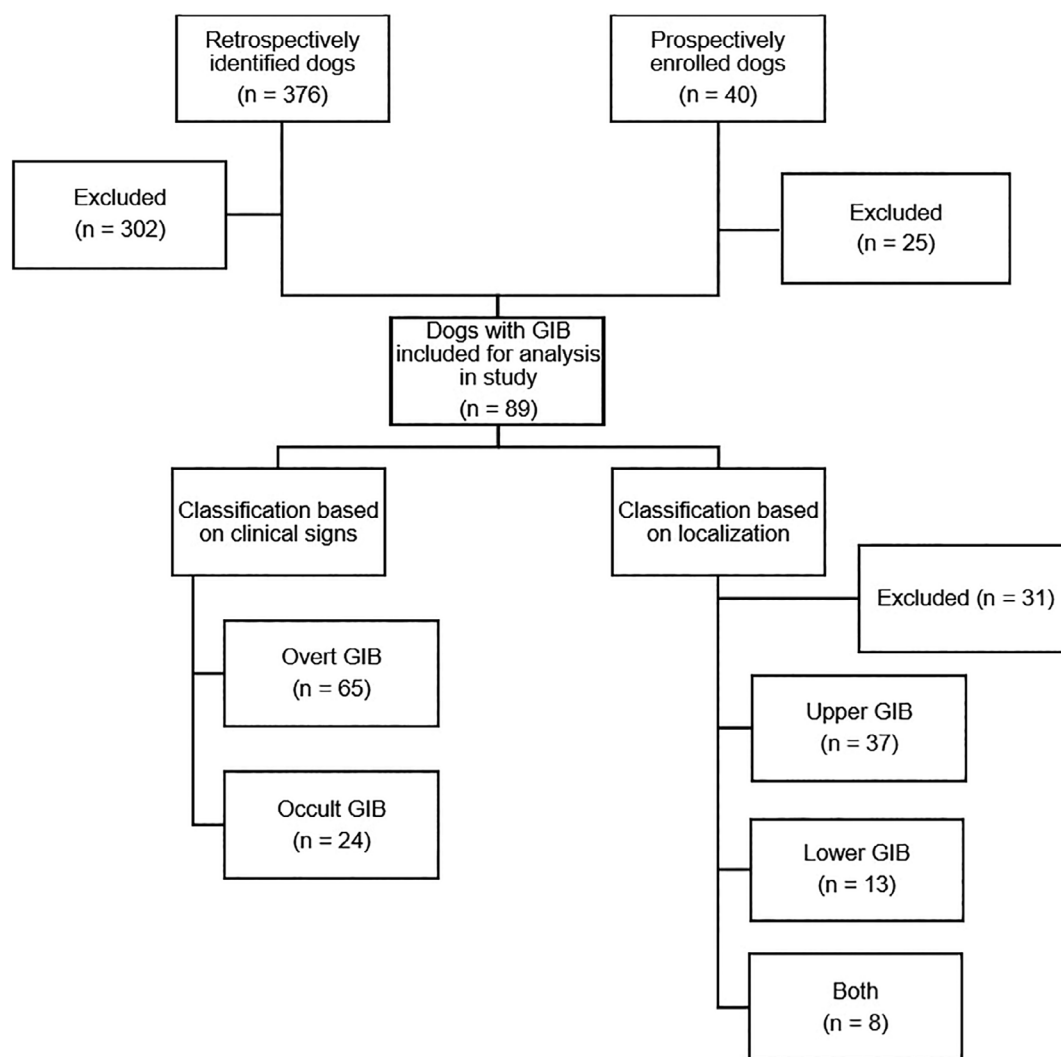 Retrospectively
identified dogs
(n = 376)
Prospectively
enrolled dogs
(n = 40)
Excluded
(n = 302)
Excluded
(n = 25)
Dogs with GIB
included for analysis
in study
(n = 89)
Classification based
on clinical signs
Classification based
on localization
Excluded (n = 31)
Overt GIB
(n = 65)
Upper GIB
(n = 37)
Occult GIB
(n = 24)
Lower GIB
(n = 13)
Both
(n = 8)